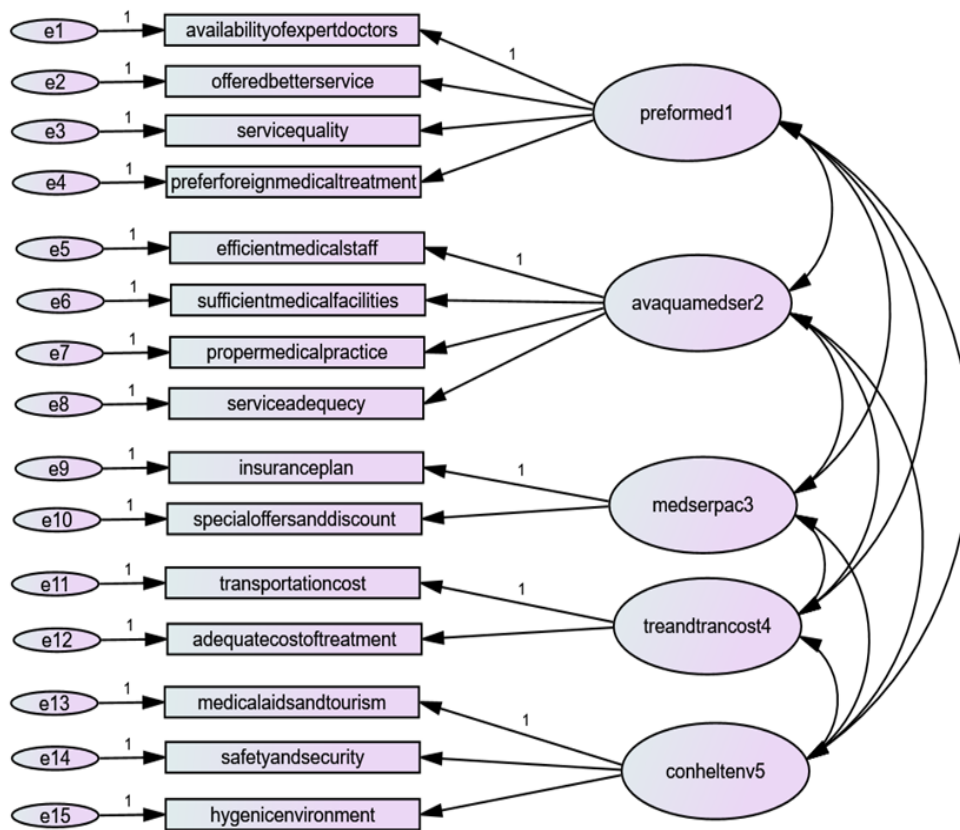 e1 1 availabilityofexpertdoctors
e2 1 offeredbetterservice
e3 1 servicequality
e4 1 preferforeignmedicaltreatment
1 preformed1
e5 1 efficientmedicalstaff
e6 1 sufficientmedicalfacilities
e7 1 propermedicalpractice
e8 1 serviceadequecy
1 avaquamedser2
e9 1 insuranceplan
e10 1 specialoffersanddiscount
1 medserpac3
e11 1 transportationcost
e12 1 adequatecostoftreatment
1 treandtrancost4
e13 1 medicalaidsandtourism
e14 1 safetyandsecurity
e15 1 hygenicenvironment
1 conheltenv5